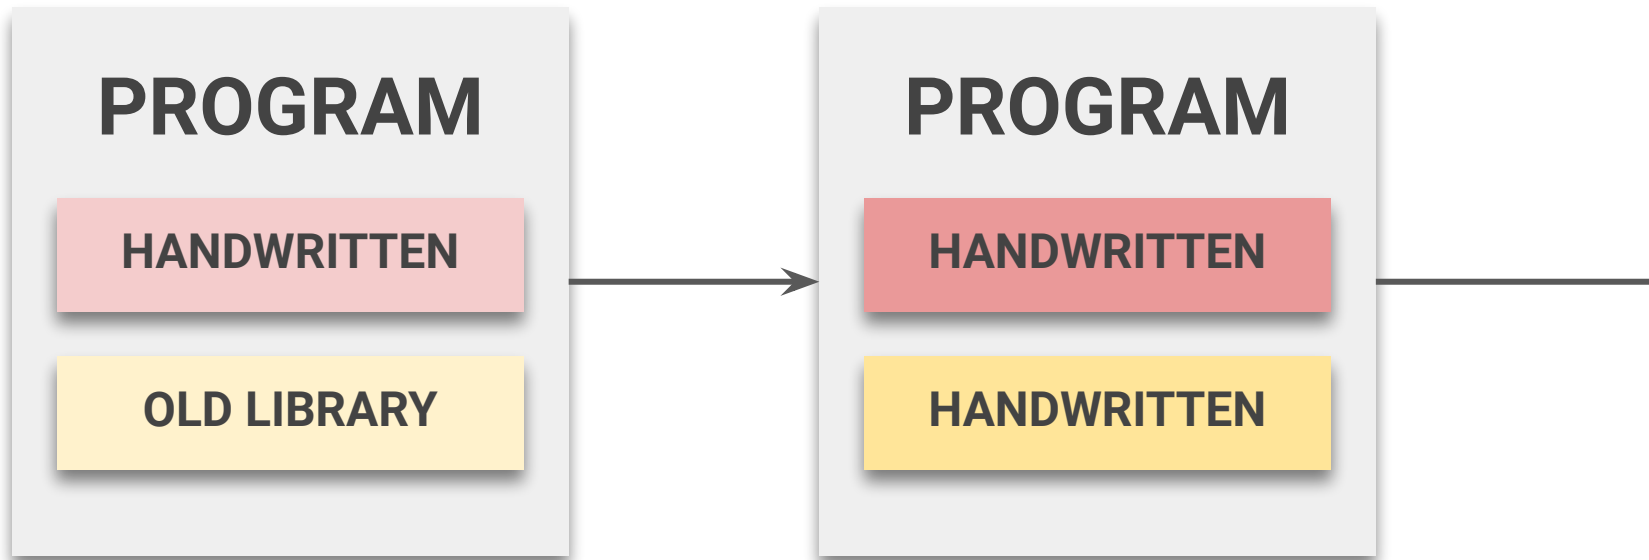 PROGRAM
HANDWRITTEN
OLD LIBRARY
PROGRAM
HANDWRITTEN
HANDWRITTEN